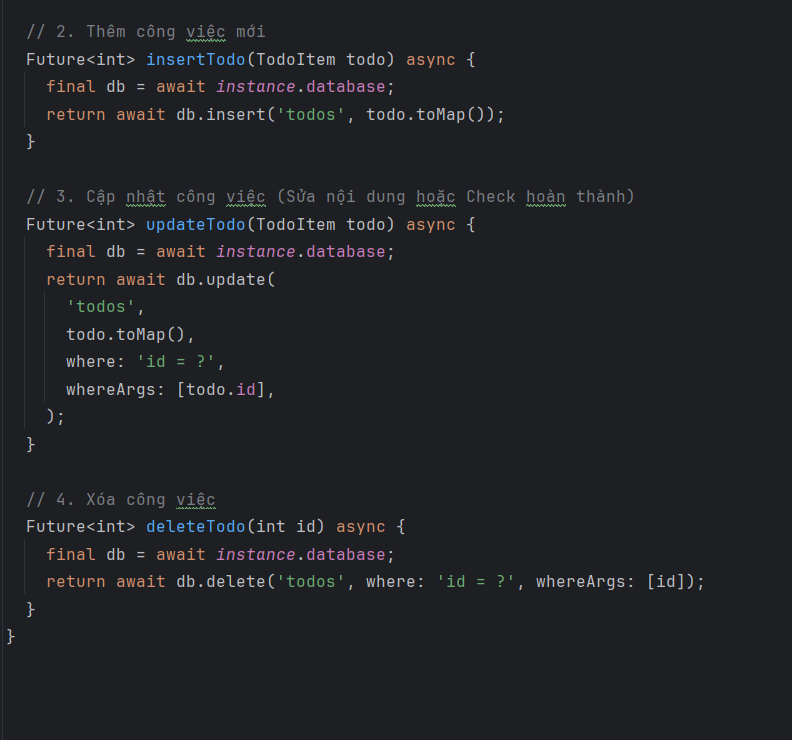 // 2. Thêm công việc mới
Future<int> insertTodo(TodoItem todo) async {
  final db = await instance.database;
  return await db.insert('todos', todo.toMap());
}
// 3. Cập nhật công việc (Sửa nội dung hoặc Check hoàn thành)
Future<int> updateTodo(TodoItem todo) async {
  final db = await instance.database;
  return await db.update(
    'todos',
    todo.toMap(),
    where: 'id = ?',
    whereArgs: [todo.id],
  );
}
// 4. Xóa công việc
Future<int> deleteTodo(int id) async {
  final db = await instance.database;
  return await db.delete('todos', where: 'id = ?', whereArgs: [id]);
}
}